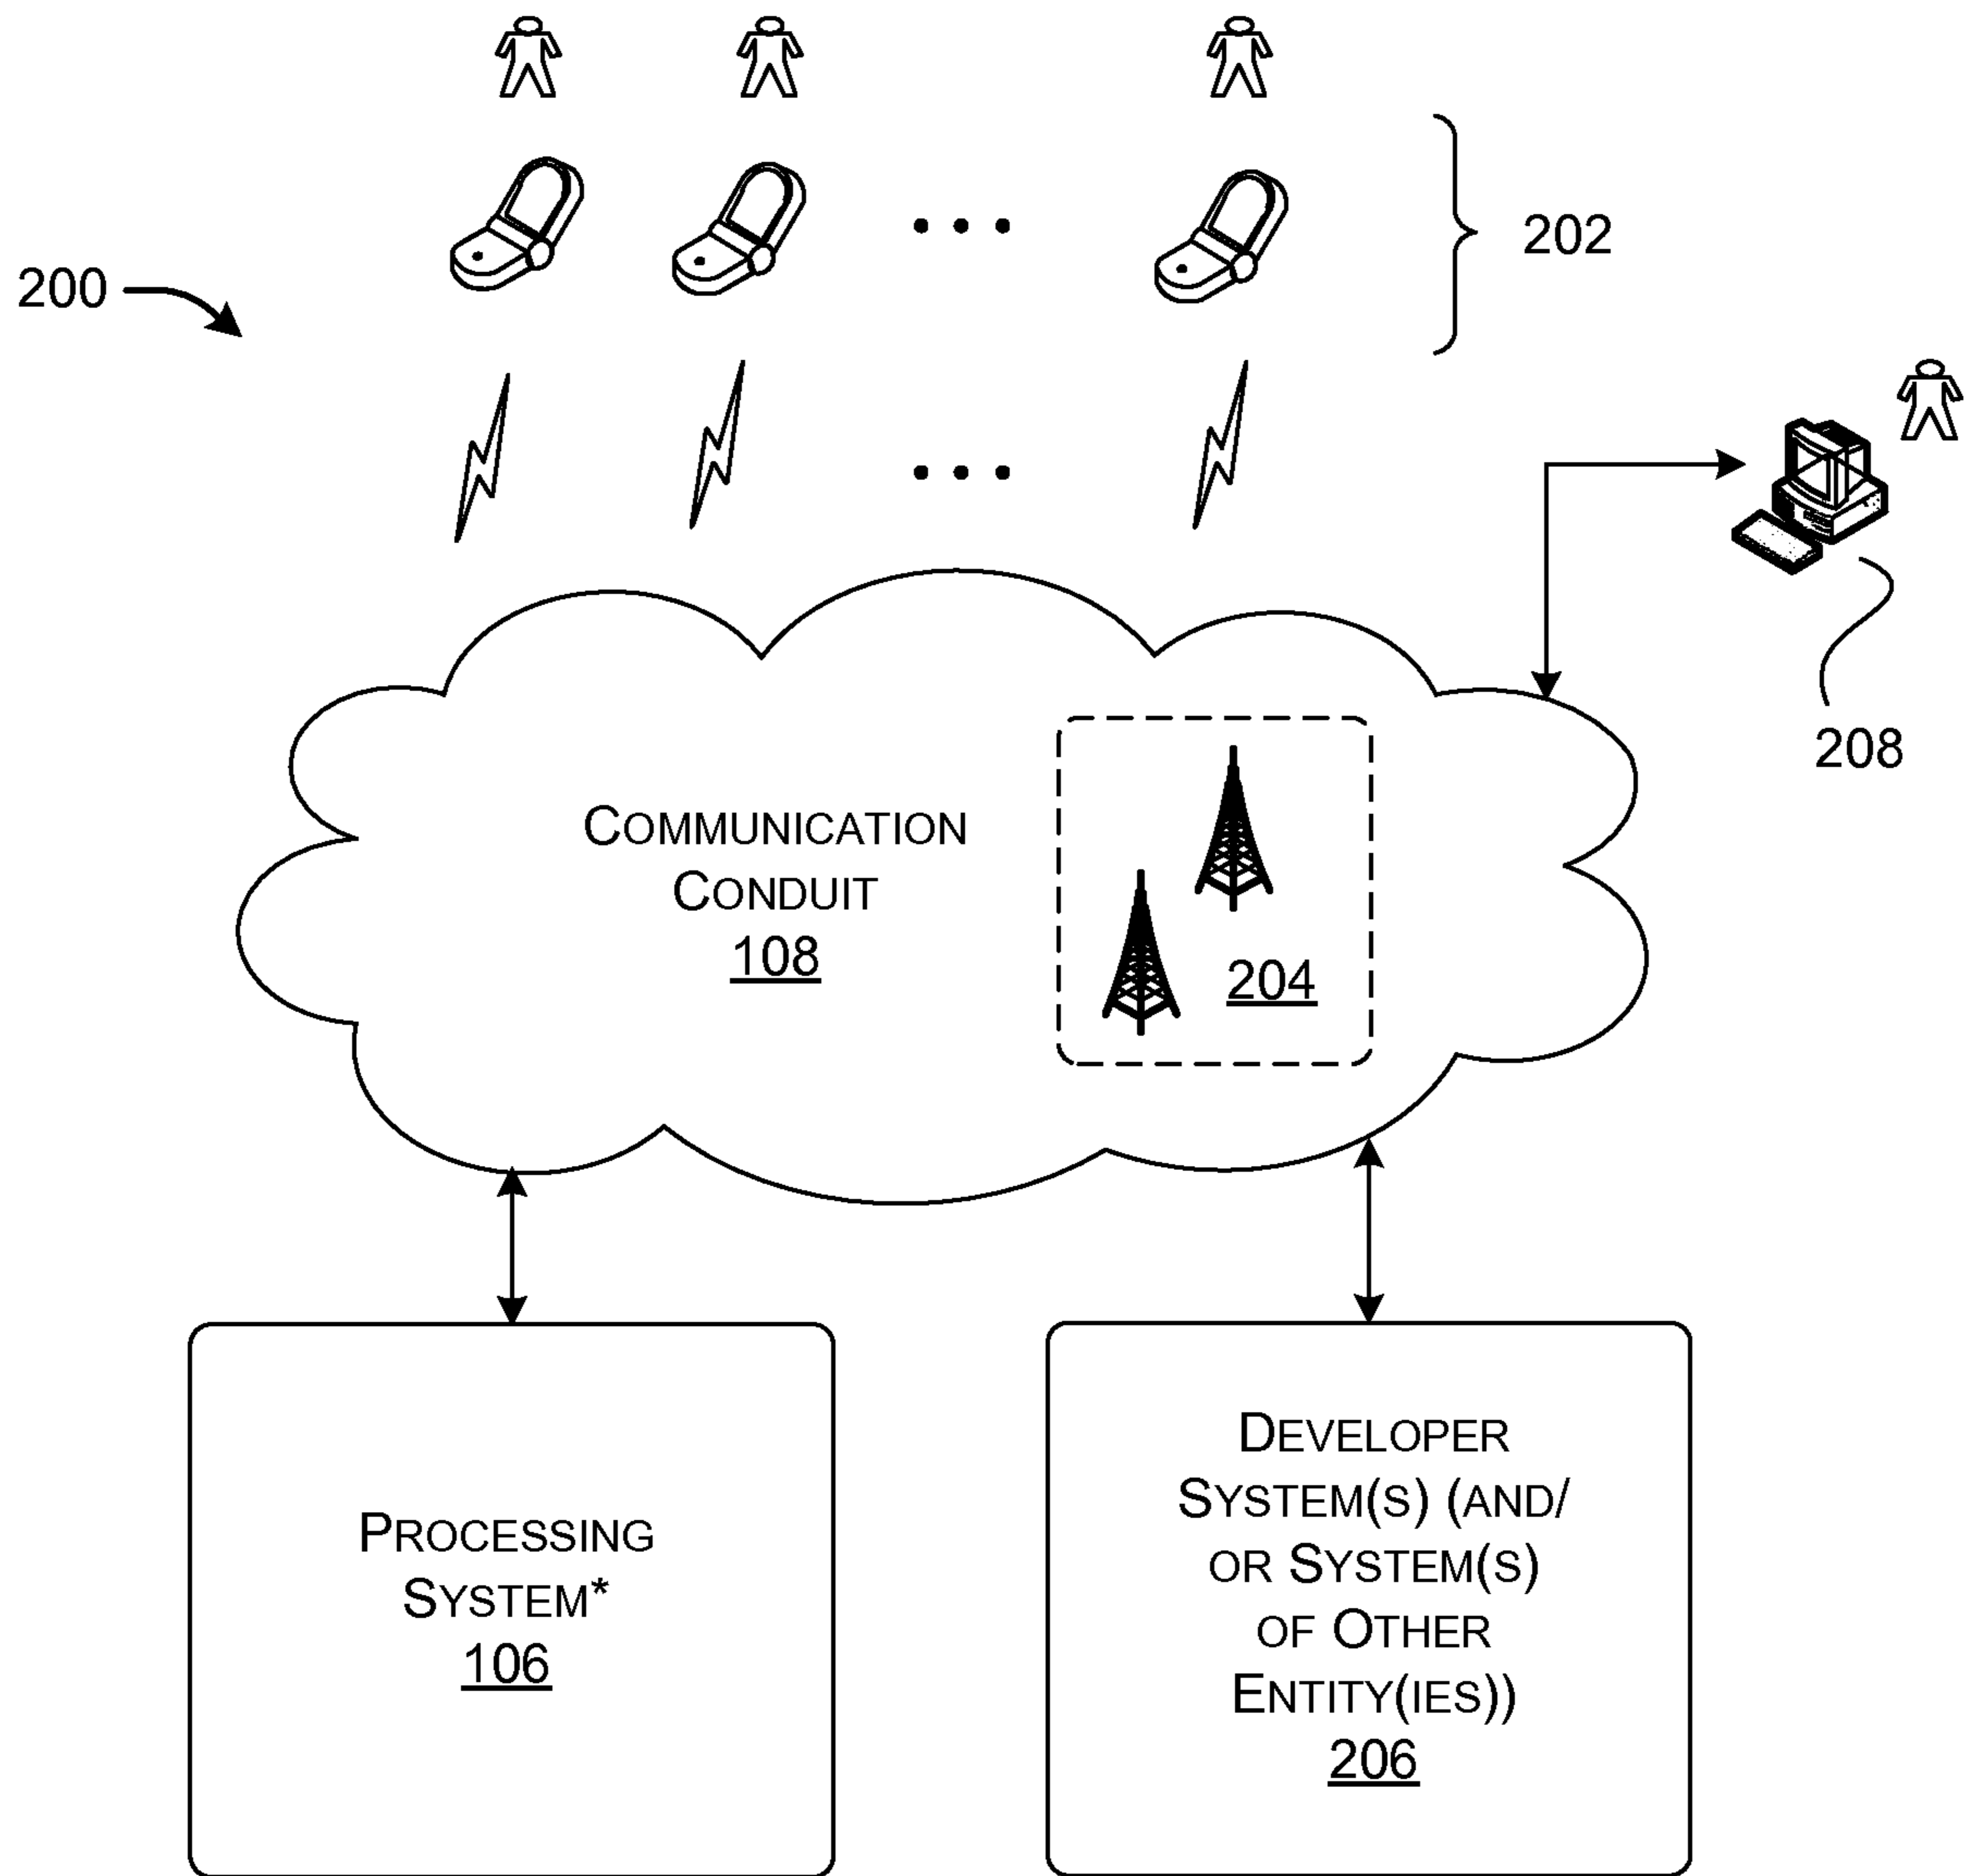 202
200
208
COMMUNICATION
CONDUIT
108
204
PROCESSING
SYSTEM*
106
DEVELOPER
SYSTEM(S) (AND/
OR SYSTEM(S)
OF OTHER
ENTITY(IES))
206